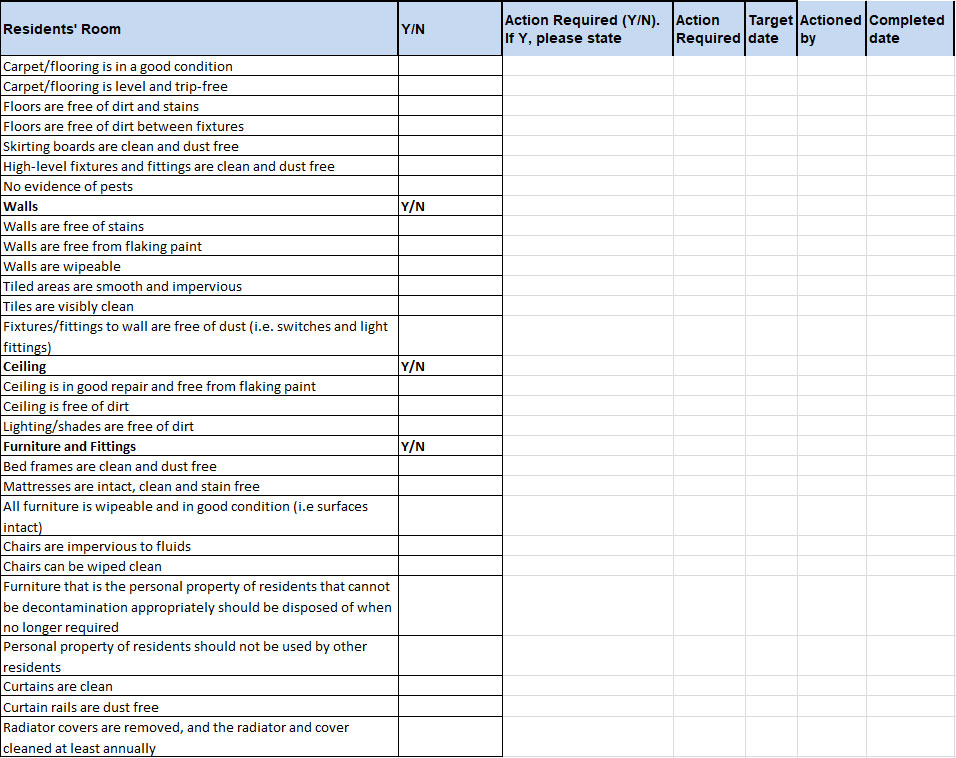 Residents' Room Y/N Action Required (Y/N). Action Target Actioned Completed
If Y, please state Required date by date
Carpet/flooring is in a good condition
Carpet/flooring is level and trip-free
Floors are free of dirt and stains
Floors are free of dirt between fixtures
Skirting boards are clean and dust free
High-level fixtures and fittings are clean and dust free
No evidence of pests
Walls Y/N
Walls are free of stains
Walls are free from flaking paint
Walls are wipeable
Tiled areas are smooth and impervious
Tiles are visibly clean
Fixtures/fittings to wall are free of dust (i.e. switches and light
fittings)
Ceiling Y/N
Ceiling is in good repair and free from flaking paint
Ceiling is free of dirt
Lighting/shades are free of dirt
Furniture and Fittings Y/N
Bed frames are clean and dust free
Mattresses are intact, clean and stain free
All furniture is wipeable and in good condition (i.e surfaces
intact)
Chairs are impervious to fluids
Chairs can be wiped clean
Furniture that is the personal property of residents that cannot
be decontamination appropriately should be disposed of when
no longer required
Personal property of residents should not be used by other
residents
Curtains are clean
Curtain rails are dust free
Radiator covers are removed, and the radiator and cover
cleaned at least annually